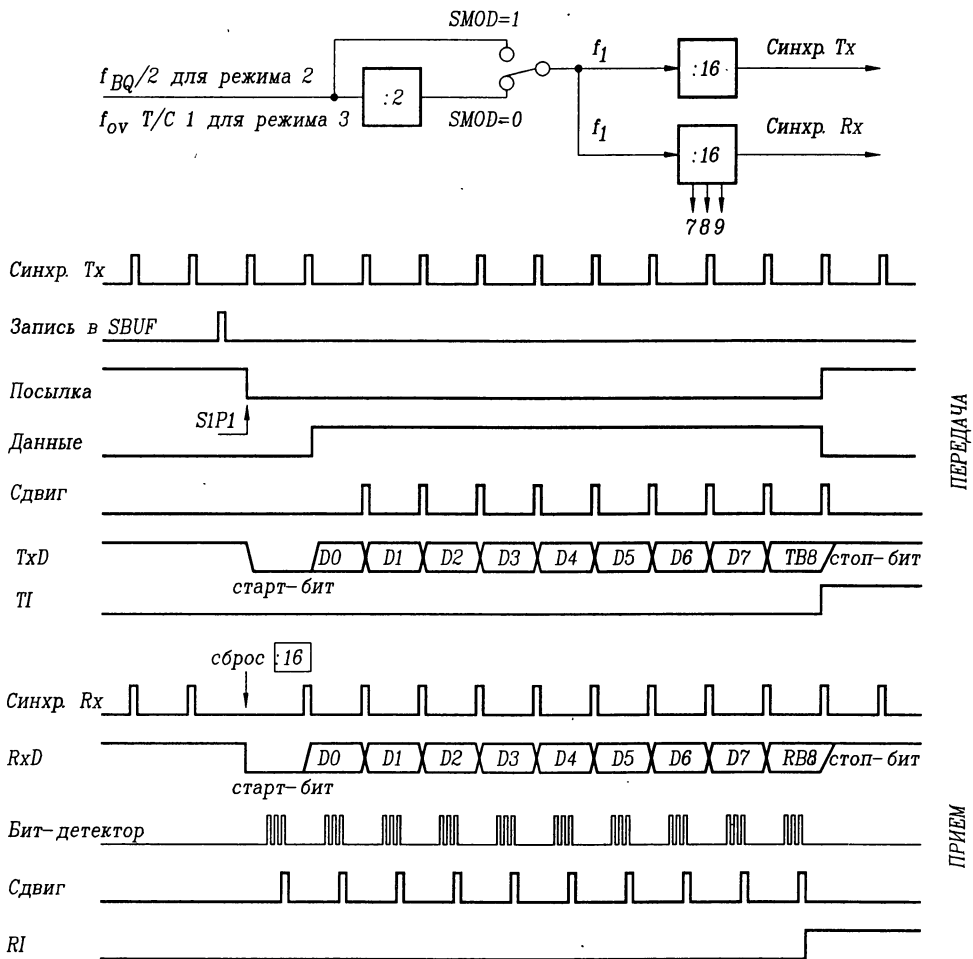 SMOD=1
f_BQ/2 для режима 2
f_ov T/C 1 для режима 3
:2
SMOD=0
f1
:16
Синхр. Tx
f1
:16
Синхр. Rx
7 8 9
Синхр. Tx
Запись в SBUF
Посылка
S1P1
Данные
Сдвиг
TxD
D0 D1 D2 D3 D4 D5 D6 D7 TB8 стоп-бит
старт-бит
TI
ПЕРЕДАЧА
сброс :16
Синхр. Rx
RxD
D0 D1 D2 D3 D4 D5 D6 D7 RB8 стоп-бит
старт-бит
Бит-детектор
Сдвиг
RI
ПРИЕМ